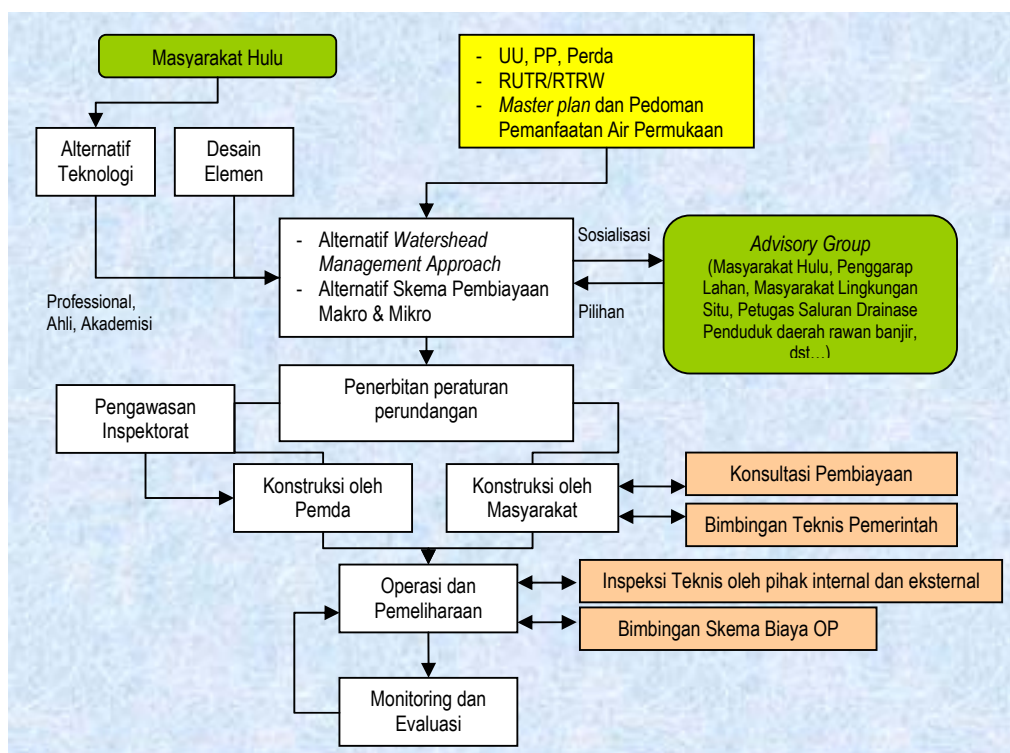 Masyarakat Hulu
- UU, PP, Perda
- RUTR/RTRW
- Master plan dan Pedoman
Pemanfaatan Air Permukaan
Alternatif
Teknologi
Desain
Elemen
- Alternatif Watershead
Management Approach
- Alternatif Skema Pembiayaan
Makro & Mikro
Sosialisasi
Pilihan
Advisory Group
(Masyarakat Hulu, Penggarap
Lahan, Masyarakat Lingkungan
Situ, Petugas Saluran Drainase
Penduduk daerah rawan banjir,
dst…)
Professional,
Ahli, Akademisi
Penerbitan peraturan
perundangan
Pengawasan
Inspektorat
Konstruksi oleh
Pemda
Konstruksi oleh
Masyarakat
Konsultasi Pembiayaan
Bimbingan Teknis Pemerintah
Operasi dan
Pemeliharaan
Inspeksi Teknis oleh pihak internal dan eksternal
Bimbingan Skema Biaya OP
Monitoring dan
Evaluasi